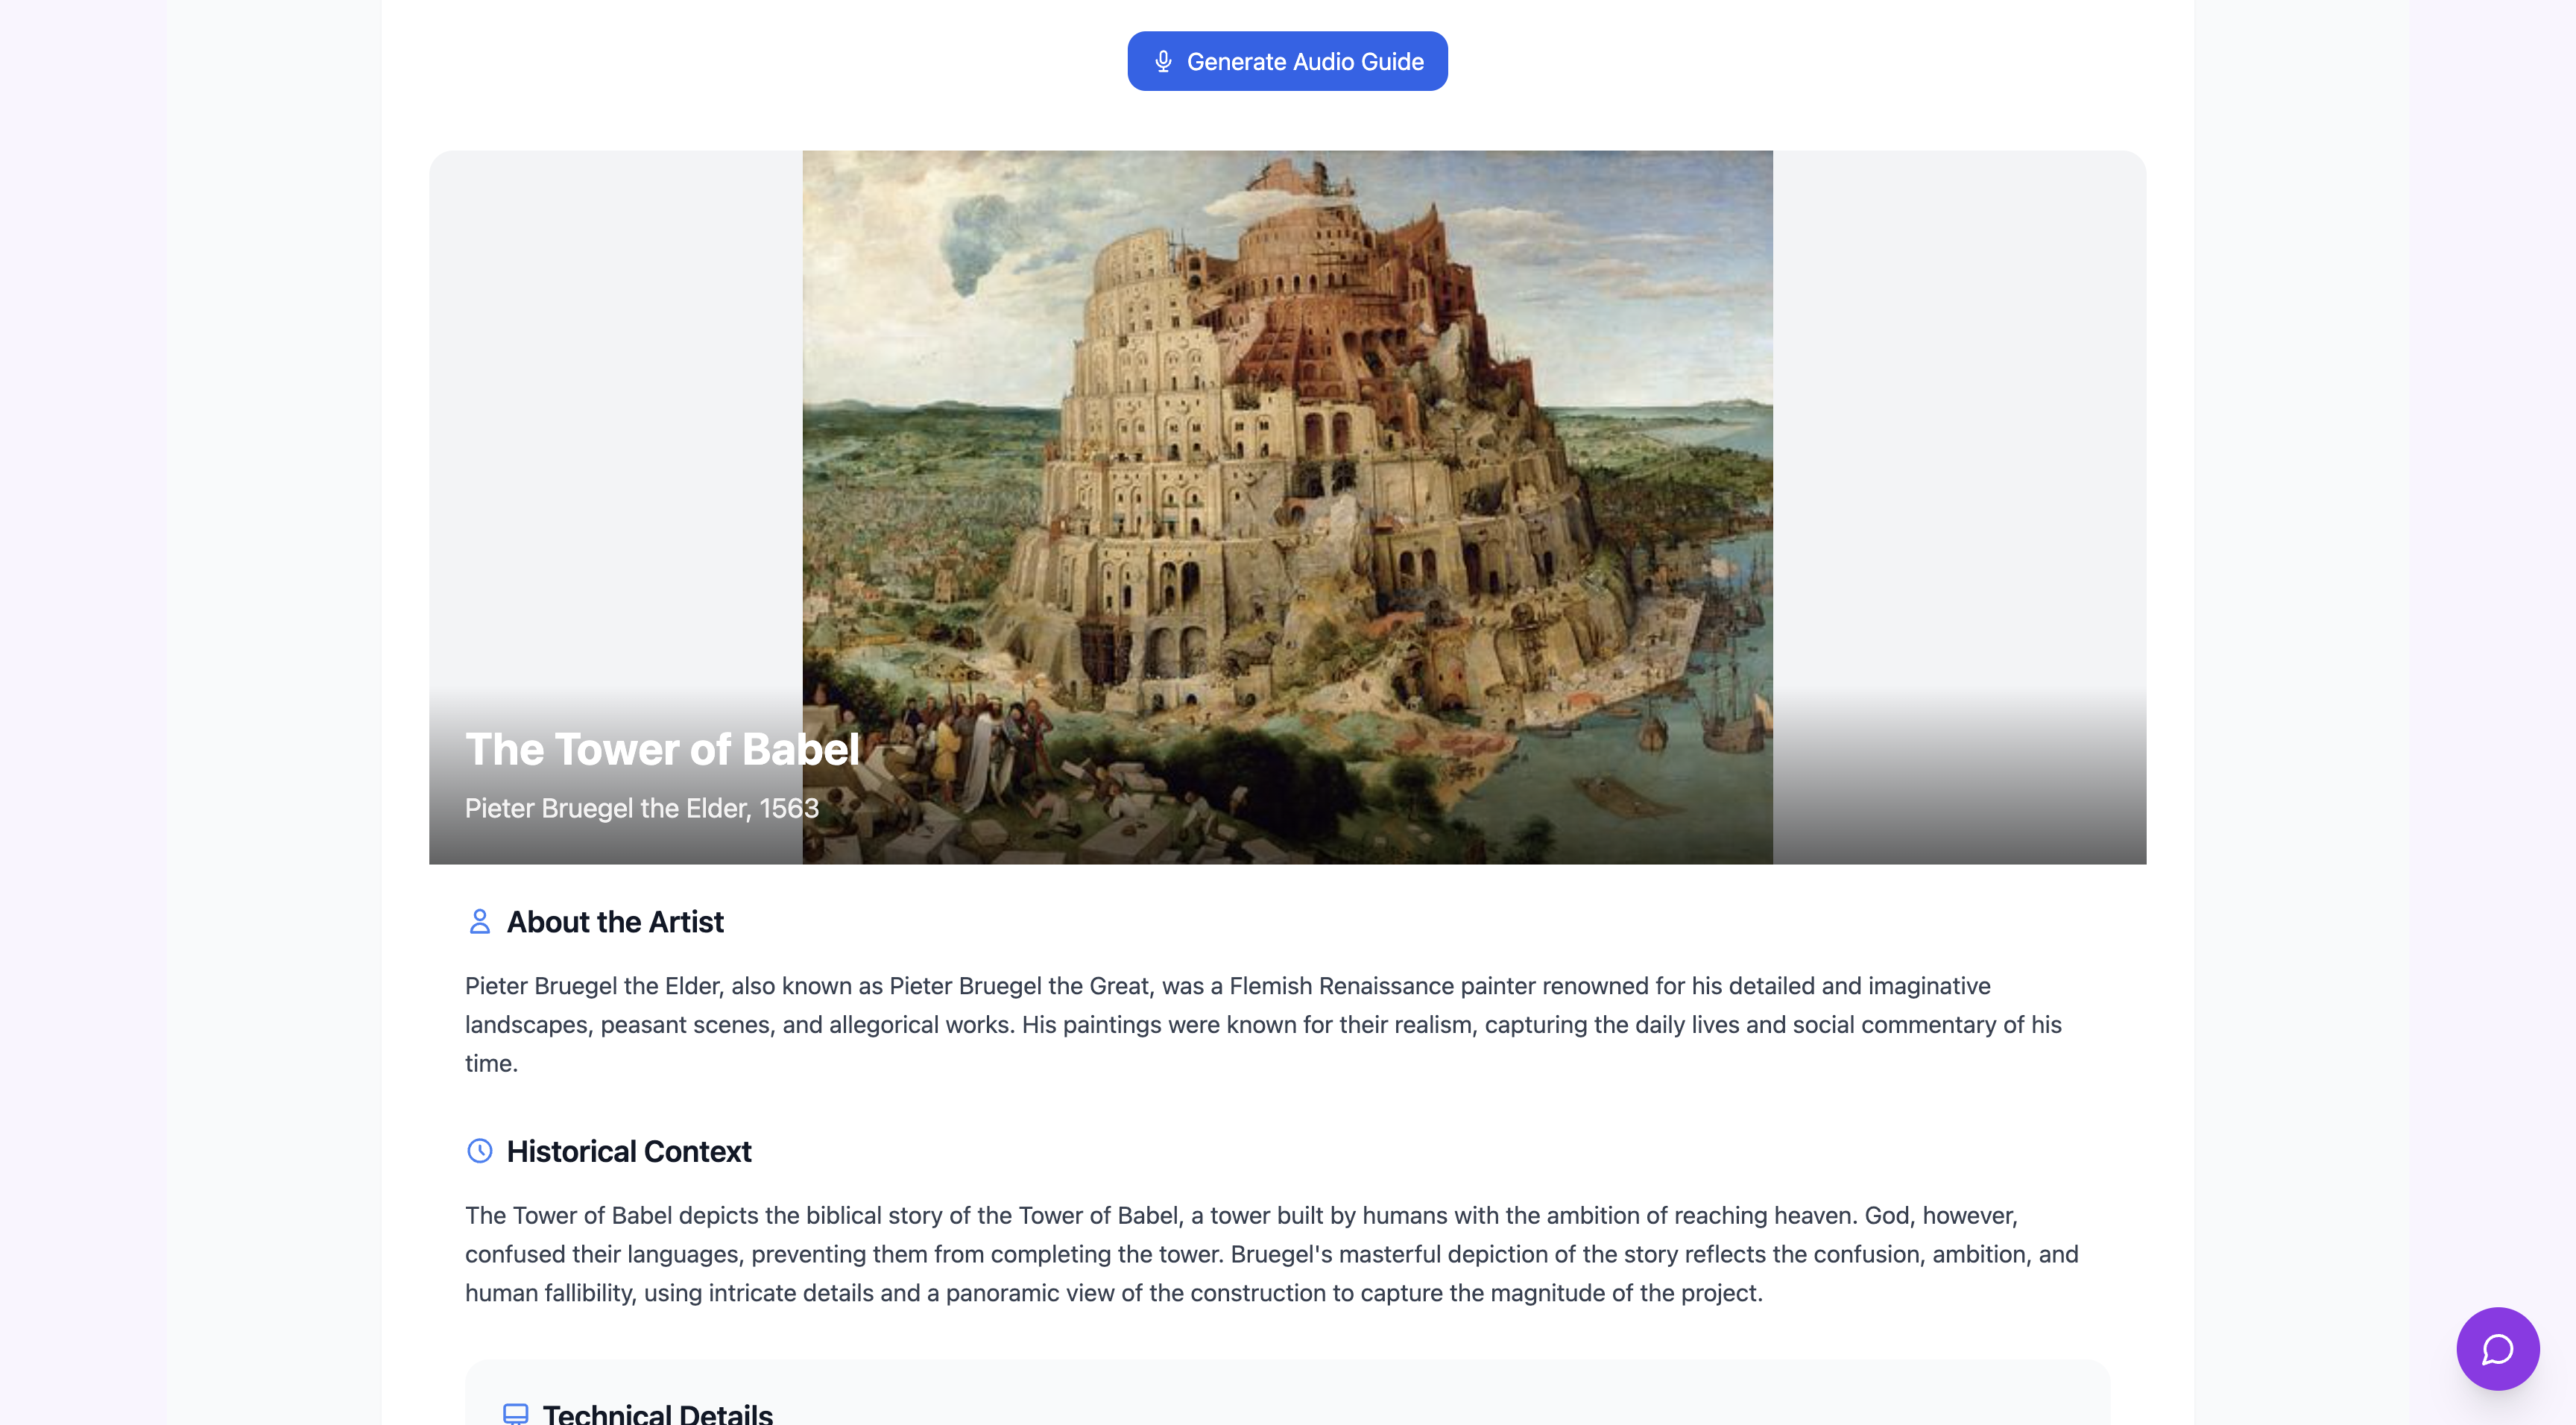 Generate Audio Guide
The Tower of Babel
Pieter Bruegel the Elder, 1563
About the Artist
Pieter Bruegel the Elder, also known as Pieter Bruegel the Great, was a Flemish Renaissance painter renowned for his detailed and imaginative
landscapes, peasant scenes, and allegorical works. His paintings were known for their realism, capturing the daily lives and social commentary of his
time.
Historical Context
The Tower of Babel depicts the biblical story of the Tower of Babel, a tower built by humans with the ambition of reaching heaven. God, however,
confused their languages, preventing them from completing the tower. Bruegel's masterful depiction of the story reflects the confusion, ambition, and
human fallibility, using intricate details and a panoramic view of the construction to capture the magnitude of the project.
Technical Details